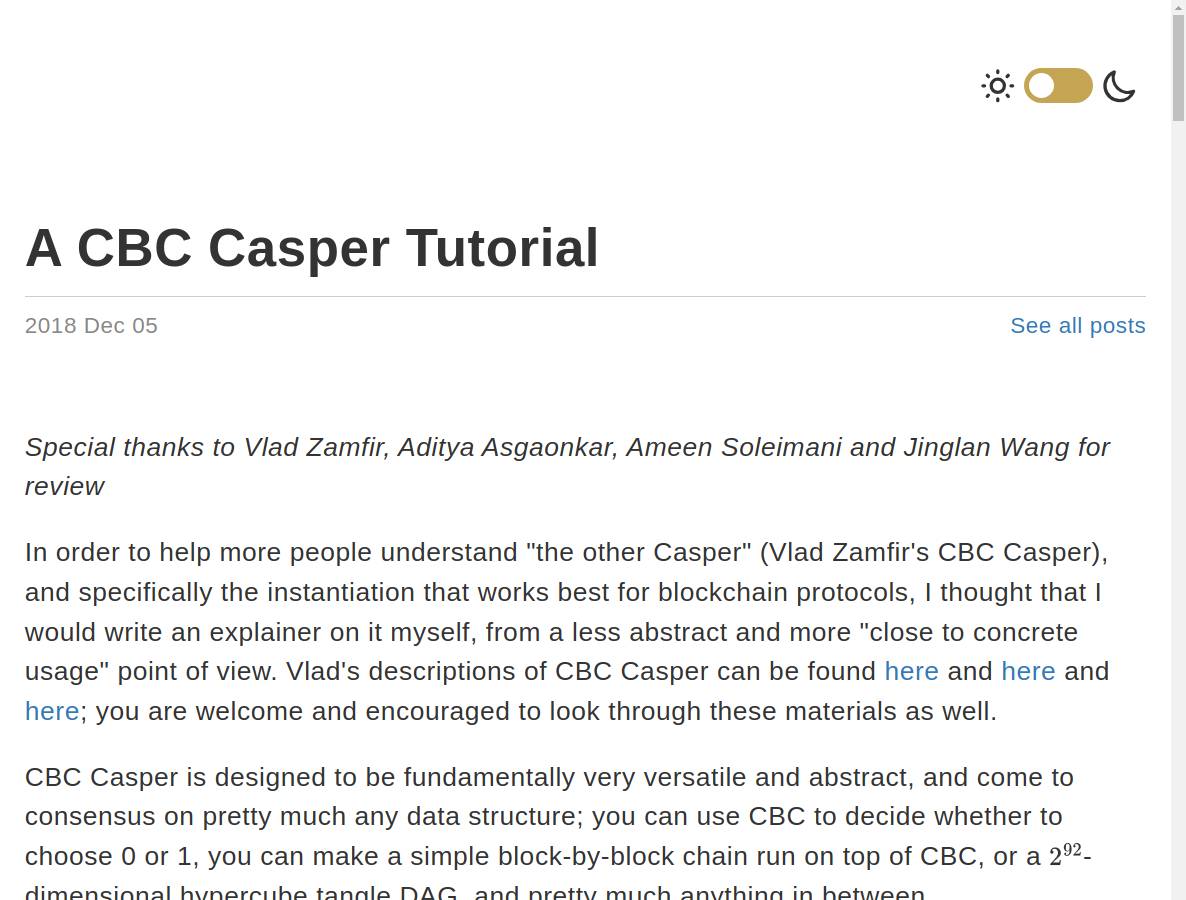 A CBC Casper Tutorial
2018 Dec 05
See all posts
Special thanks to Vlad Zamfir, Aditya Asgaonkar, Ameen Soleimani and Jinglan Wang for
review
In order to help more people understand "the other Casper" (Vlad Zamfir's CBC Casper),
and specifically the instantiation that works best for blockchain protocols, I thought that I
would write an explainer on it myself, from a less abstract and more "close to concrete
usage" point of view. Vlad's descriptions of CBC Casper can be found here and here and
here; you are welcome and encouraged to look through these materials as well.
CBC Casper is designed to be fundamentally very versatile and abstract, and come to
consensus on pretty much any data structure; you can use CBC to decide whether to
choose 0 or 1, you can make a simple block-by-block chain run on top of CBC, or a 2⁹²-
dimensional hypercube tangle DAG, and pretty much anything in between.